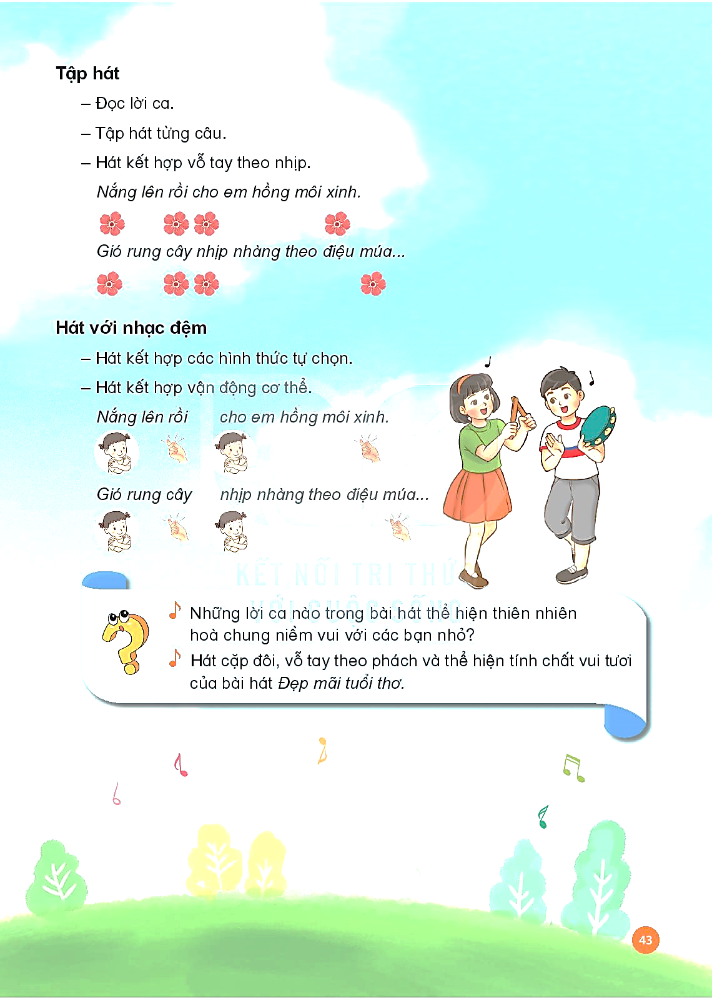 Tập hát
– Đọc lời ca.
– Tập hát từng câu.
– Hát kết hợp vỗ tay theo nhịp.
Nắng lên rồi cho em hồng môi xinh.
Gió rung cây nhịp nhàng theo điệu múa...
Hát với nhạc đệm
– Hát kết hợp các hình thức tự chọn.
– Hát kết hợp vận động cơ thể.
Nắng lên rồi cho em hồng môi xinh.
Gió rung cây nhịp nhàng theo điệu múa...
KẾT NỐI TRI THỨC
VỚI CUỘC SỐNG
Những lời ca nào trong bài hát thể hiện thiên nhiên
hoà chung niềm vui với các bạn nhỏ?
Hát cặp đôi, vỗ tay theo phách và thể hiện tính chất vui tươi
của bài hát Đẹp mãi tuổi thơ.
43